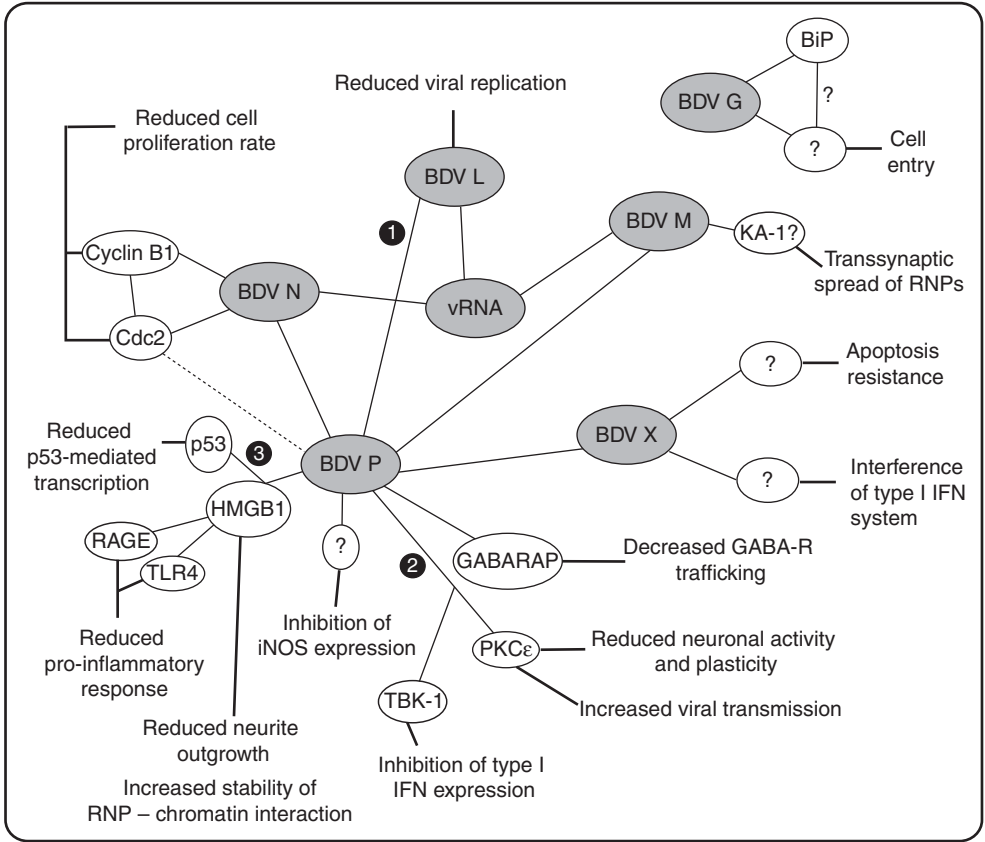 BiP
Reduced viral replication
BDV G
?
Reduced cell
proliferation rate
?
Cell
entry
BDV L
1
BDV M
KA-1?
Transsynaptic
spread of RNPs
Cyclin B1
BDV N
vRNA
Cdc2
?
Apoptosis
resistance
Reduced
p53-mediated
transcription
p53
3
BDV P
BDV X
?
Interference
of type I IFN
system
HMGB1
RAGE
TLR4
?
2
GABARAP
Decreased GABA-R
trafficking
Reduced
pro-inflammatory
response
Inhibition of
iNOS expression
PKCε
Reduced neuronal activity
and plasticity
TBK-1
Increased viral transmission
Reduced neurite
outgrowth
Inhibition of type I
IFN expression
Increased stability of
RNP – chromatin interaction